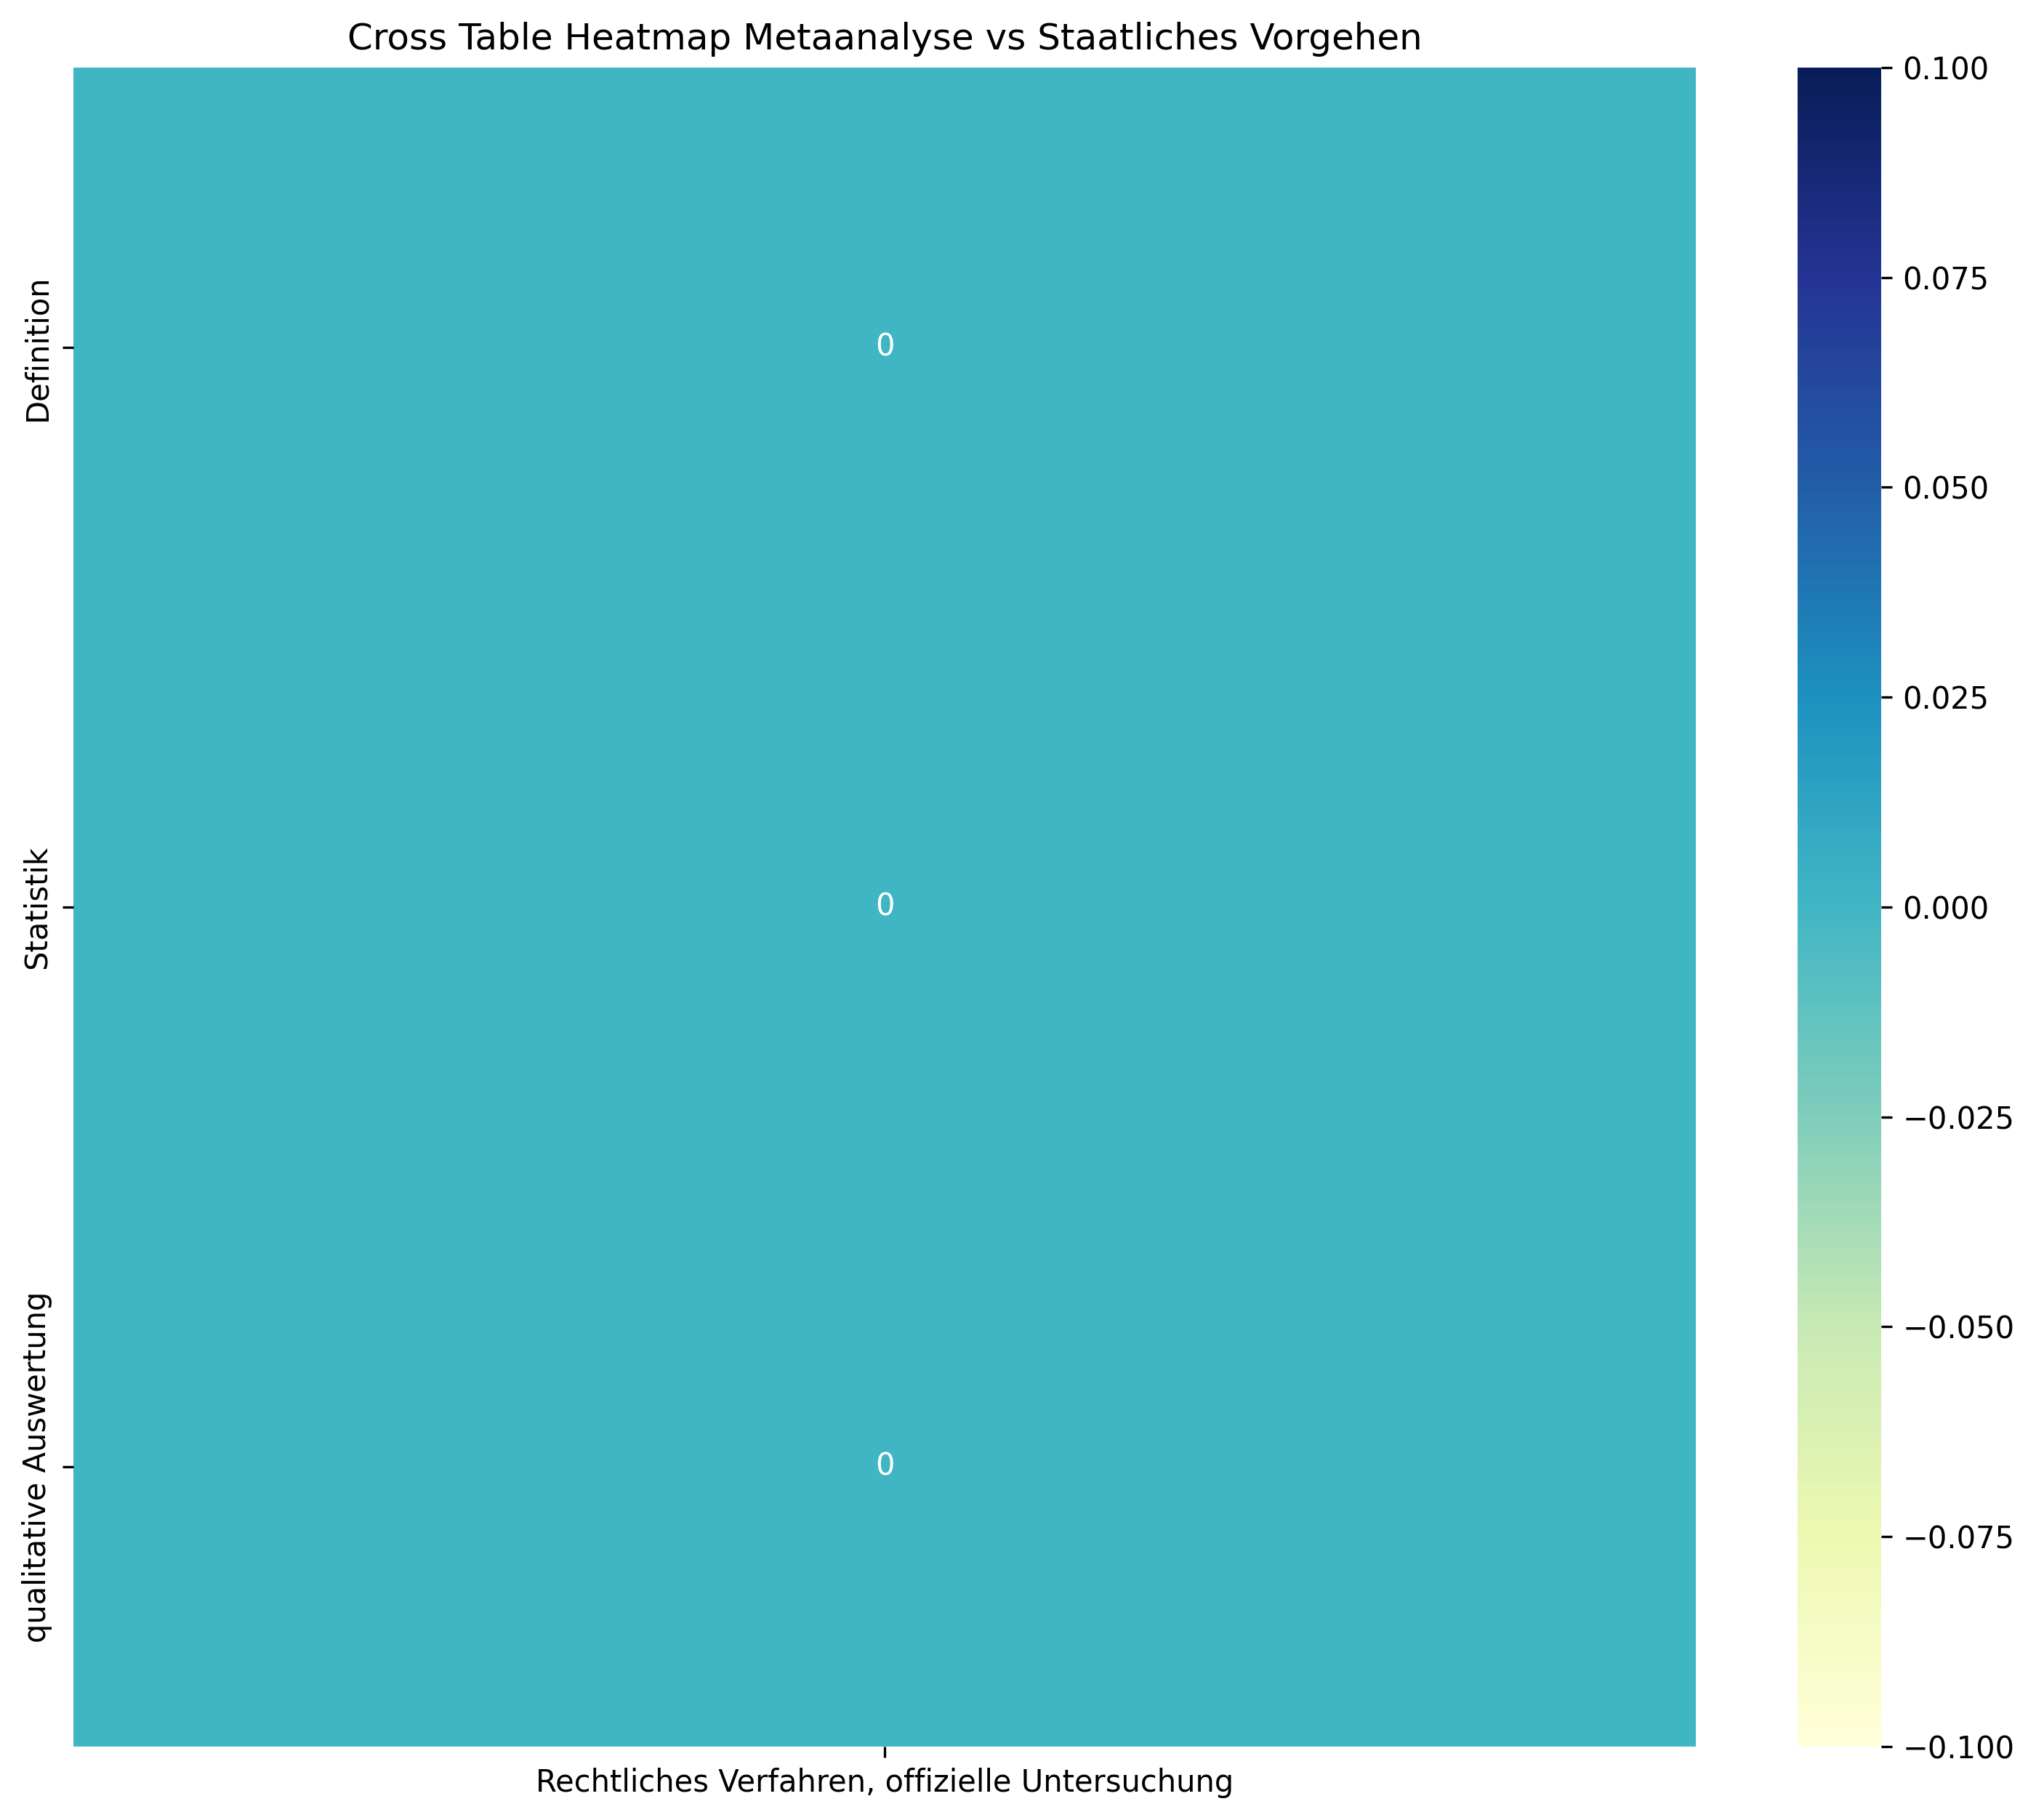 Cross Table Heatmap Metaanalyse vs Staatliches Vorgehen
Definition
Statistik
qualitative Auswertung
0
0
0
Rechtliches Verfahren, offizielle Untersuchung
0.100
0.075
0.050
0.025
0.000
−0.025
−0.050
−0.075
−0.100